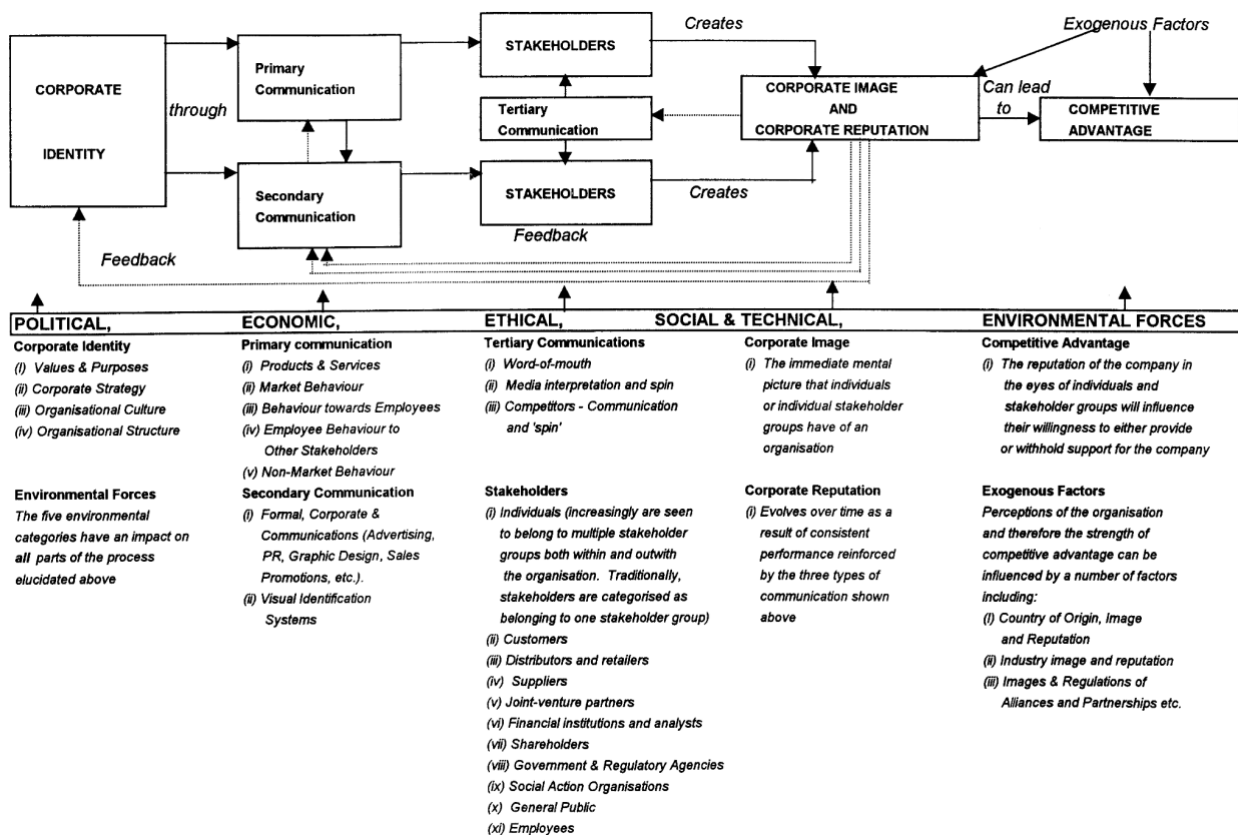 Creates
Exogenous Factors
STAKEHOLDERS
Primary
Communication
CORPORATE
IDENTITY
through
Tertiary
Communication
CORPORATE IMAGE
AND
CORPORATE REPUTATION
Can lead
to
COMPETITIVE
ADVANTAGE
Secondary
Communication
STAKEHOLDERS
Creates
Feedback
Feedback
POLITICAL, ECONOMIC, ETHICAL, SOCIAL & TECHNICAL, ENVIRONMENTAL FORCES
Corporate Identity
(I) Values & Purposes
(ii) Corporate Strategy
(iii) Organisational Culture
(iv) Organisational Structure
Environmental Forces
The five environmental
categories have an impact on
all parts of the process
elucidated above
Primary communication
(i) Products & Services
(ii) Market Behaviour
(iii) Behaviour towards Employees
(iv) Employee Behaviour to
Other Stakeholders
(v) Non-Market Behaviour
Secondary Communication
(i) Formal, Corporate &
Communications (Advertising,
PR, Graphic Design, Sales
Promotions, etc.).
(ii) Visual Identification
Systems
Tertiary Communications
(i) Word-of-mouth
(ii) Media interpretation and spin
(iii) Competitors - Communication
and 'spin'
Stakeholders
(i) Individuals (increasingly are seen
to belong to multiple stakeholder
groups both within and outwith
the organisation. Traditionally,
stakeholders are categorised as
belonging to one stakeholder group)
(ii) Customers
(iii) Distributors and retailers
(iv) Suppliers
(v) Joint-venture partners
(vi) Financial institutions and analysts
(vii) Shareholders
(viii) Government & Regulatory Agencies
(ix) Social Action Organisations
(x) General Public
(xi) Employees
Corporate Image
(i) The immediate mental
picture that individuals
or individual stakeholder
groups have of an
organisation
Corporate Reputation
(i) Evolves over time as a
result of consistent
performance reinforced
by the three types of
communication shown
above
Competitive Advantage
(i) The reputation of the company in
the eyes of individuals and
stakeholder groups will influence
their willingness to either provide
or withhold support for the company
Exogenous Factors
Perceptions of the organisation
and therefore the strength of
competitive advantage can be
influenced by a number of factors
including:
(I) Country of Origin, Image
and Reputation
(ii) Industry image and reputation
(iii) Images & Regulations of
Alliances and Partnerships etc.